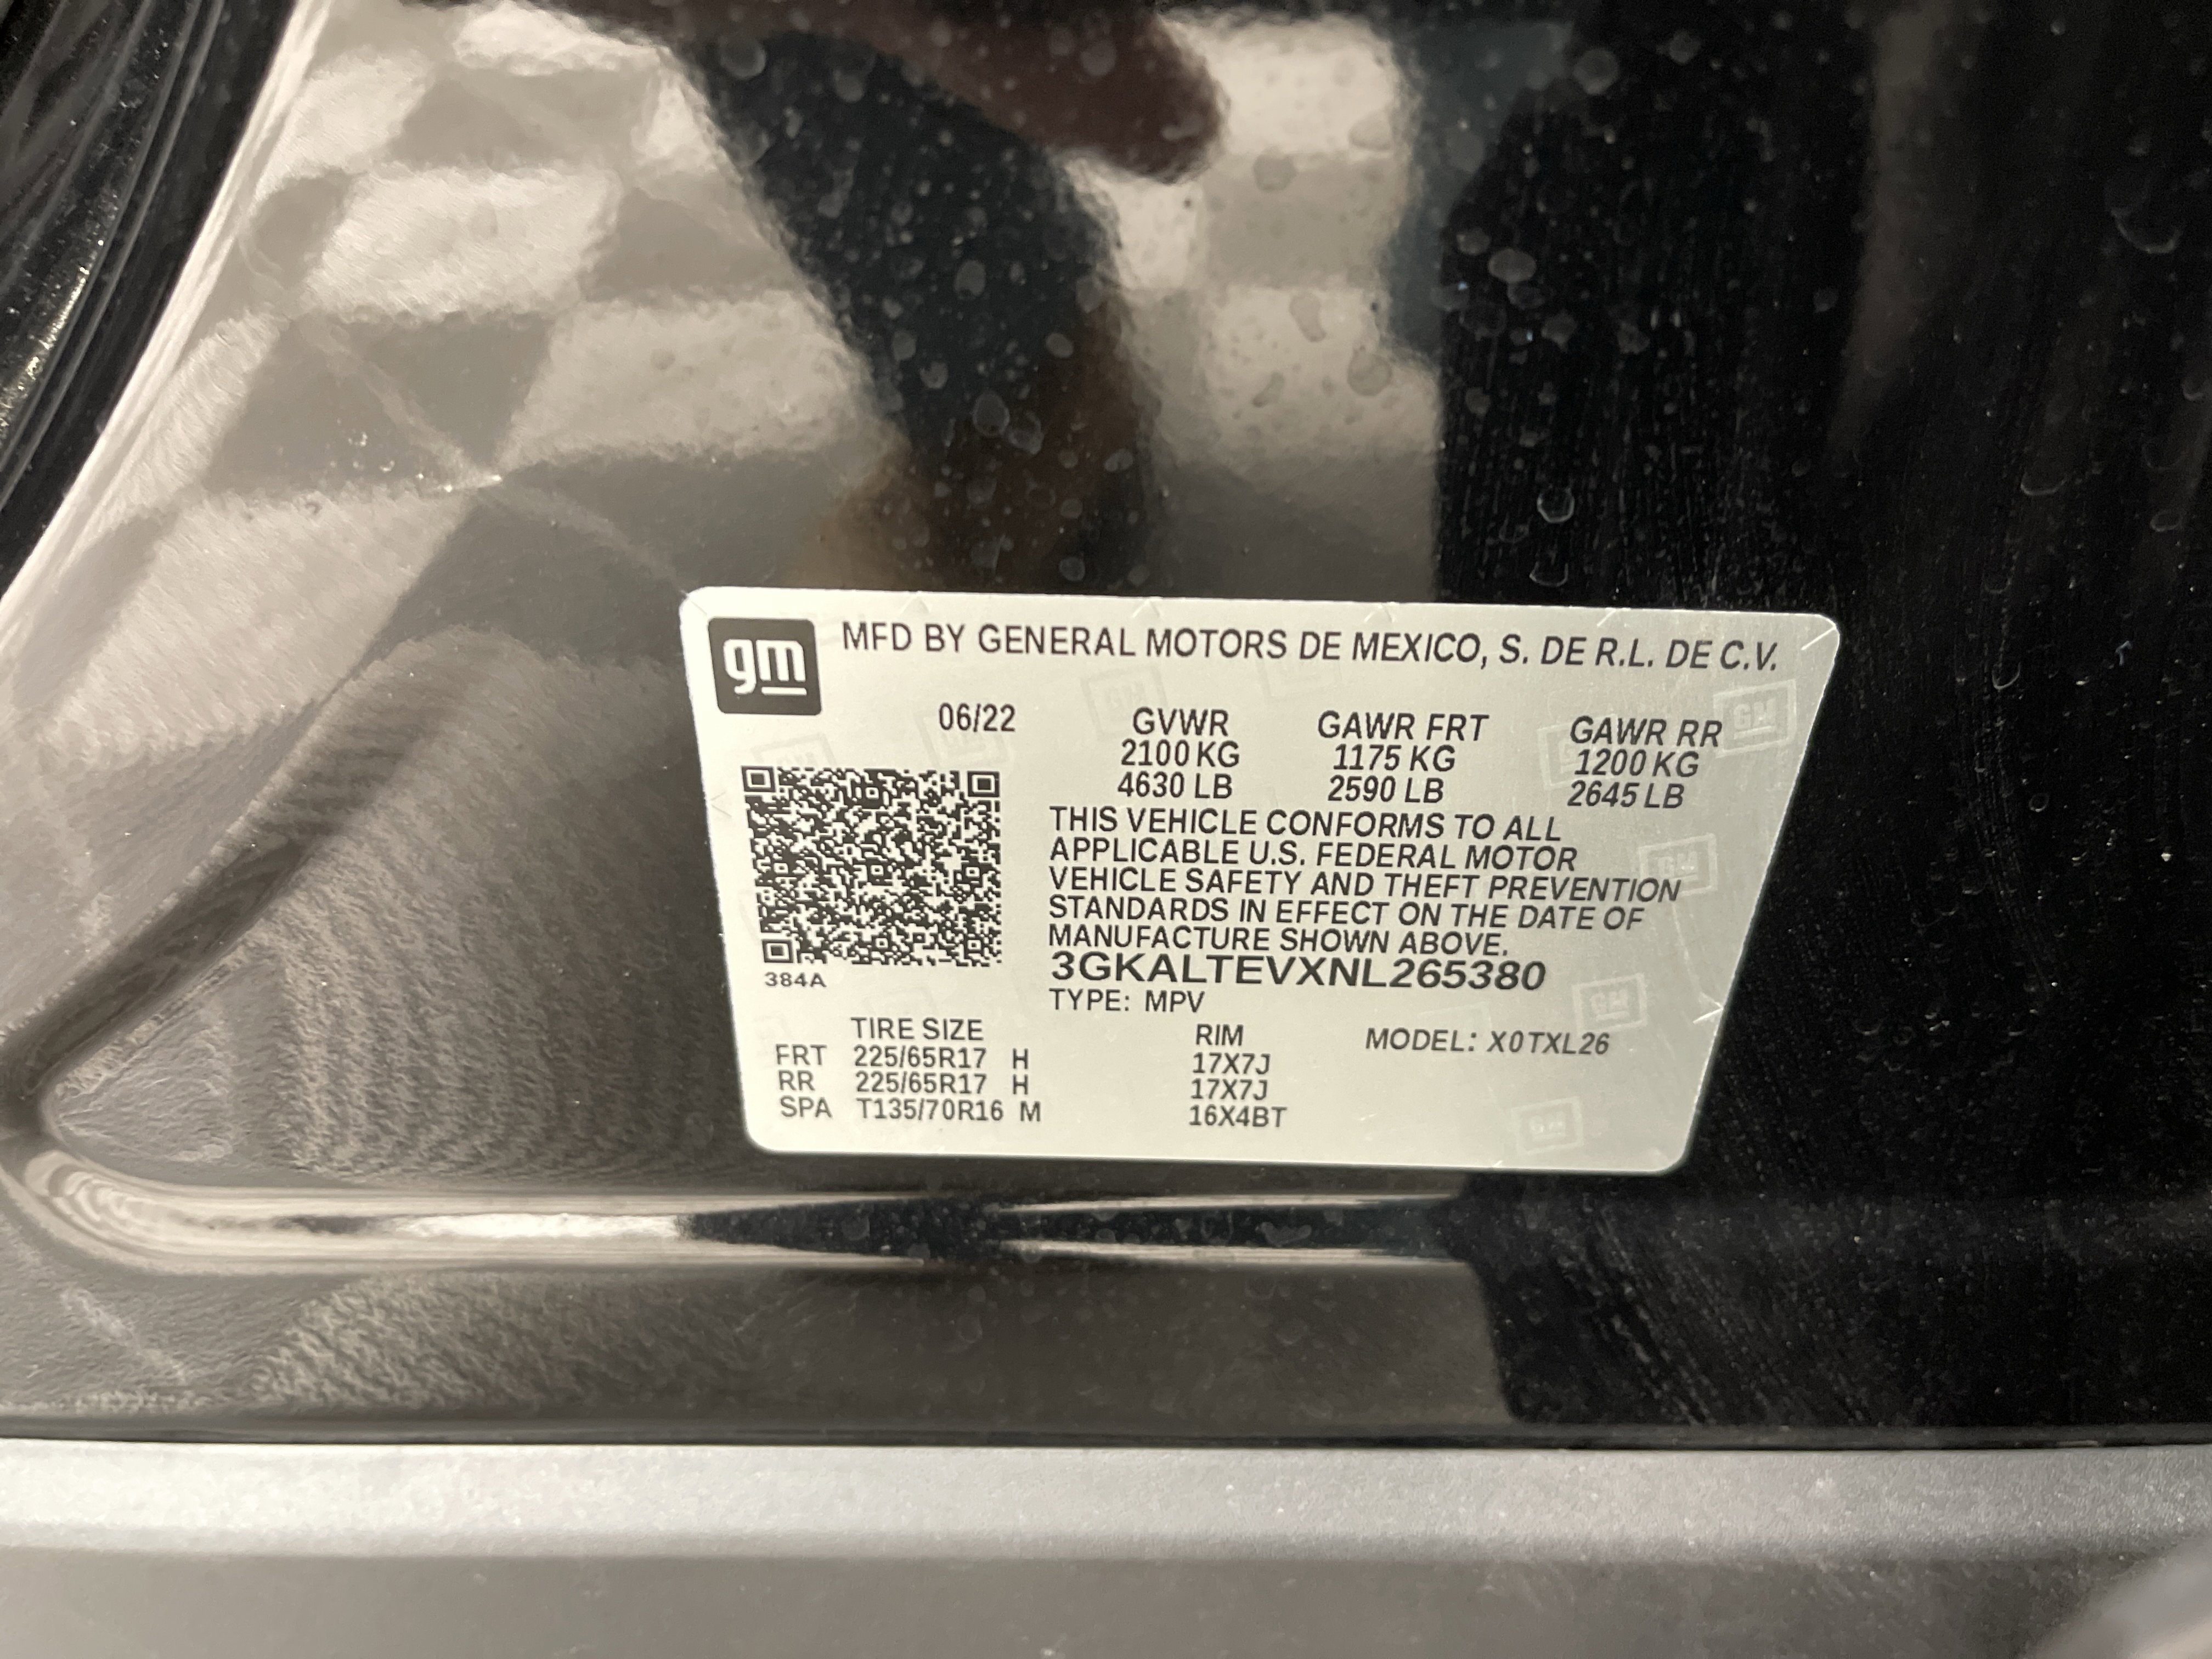 gm MFD BY GENERAL MOTORS DE MEXICO, S. DE R.L. DE C.V.
06/22 GVWR GAWR FRT GAWR RR
2100 KG 1175 KG 1200 KG
4630 LB 2590 LB 2645 LB
THIS VEHICLE CONFORMS TO ALL
APPLICABLE U.S. FEDERAL MOTOR
VEHICLE SAFETY AND THEFT PREVENTION
STANDARDS IN EFFECT ON THE DATE OF
MANUFACTURE SHOWN ABOVE.
3GKALTEVXNL265380
384A
TYPE: MPV
TIRE SIZE RIM MODEL: X0TXL26
FRT 225/65R17 H 17X7J
RR 225/65R17 H 17X7J
SPA T135/70R16 M 16X4BT